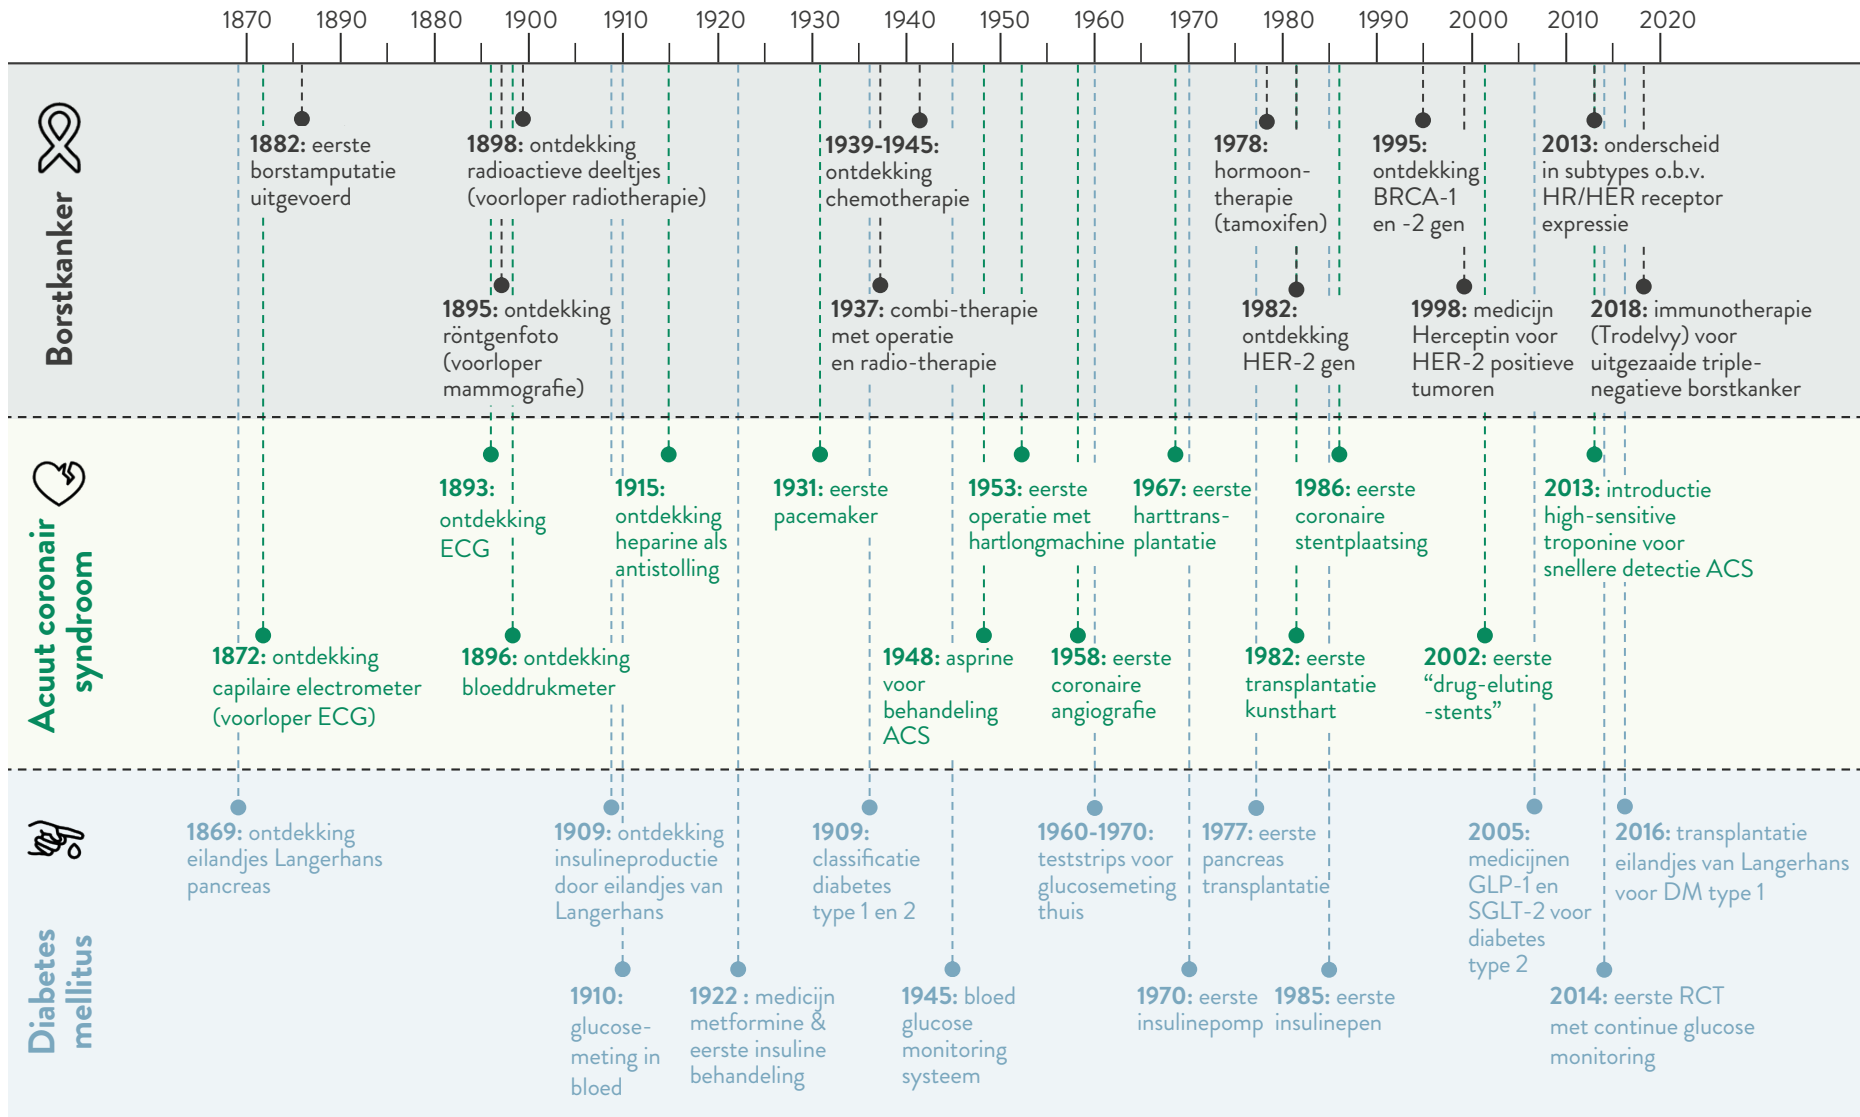 1870 1890 1880 1900 1910 1920 1930 1940 1950 1960 1970 1980 1990 2000 2010 2020
Borstkanker
1882: eerste
borstamputatie
uitgevoerd
1898: ontdekking
radioactieve deeltjes
(voorloper radiotherapie)
1939-1945:
ontdekking
chemotherapie
1978:
hormoon-
therapie
(tamoxifen)
1995:
ontdekking
BRCA-1
en -2 gen
2013: onderscheid
in subtypes o.b.v.
HR/HER receptor
expressie
1895: ontdekking
röntgenfoto
(voorloper
mammografie)
1937: combi-therapie
met operatie
en radio-therapie
1982:
ontdekking
HER-2 gen
1998: medicijn
Herceptin voor
HER-2 positieve
tumoren
2018: immunotherapie
(Trodelvy) voor
uitgezaaide triple-
negatieve borstkanker
Acuut coronair
syndroom
1893:
ontdekking
ECG
1915:
ontdekking
heparine als
antistolling
1931: eerste
pacemaker
1953: eerste
operatie met
hartlongmachine
1967: eerste
harttrans-
plantatie
1986: eerste
coronaire
stentplaatsing
2013: introductie
high-sensitive
troponine voor
snellere detectie ACS
1872: ontdekking
capilaire electrometer
(voorloper ECG)
1896: ontdekking
bloeddrukmeter
1948: asprine
voor
behandeling
ACS
1958: eerste
coronaire
angiografie
1982: eerste
transplantatie
kunsthart
2002: eerste
“drug-eluting
-stents”
Diabetes
mellitus
1869: ontdekking
eilandjes Langerhans
pancreas
1909: ontdekking
insulineproductie
door eilandjes van
Langerhans
1909:
classificatie
diabetes
type 1 en 2
1960-1970:
teststrips voor
glucosemeting
thuis
1977: eerste
pancreas
transplantatie
2005:
medicijnen
GLP-1 en
SGLT-2 voor
diabetes
type 2
2016: transplantatie
eilandjes van Langerhans
voor DM type 1
1910:
glucose-
meting in
bloed
1922 : medicijn
metformine &
eerste insuline
behandeling
1945: bloed
glucose
monitoring
systeem
1970: eerste
insulinepomp
1985: eerste
insulinepen
2014: eerste RCT
met continue glucose
monitoring